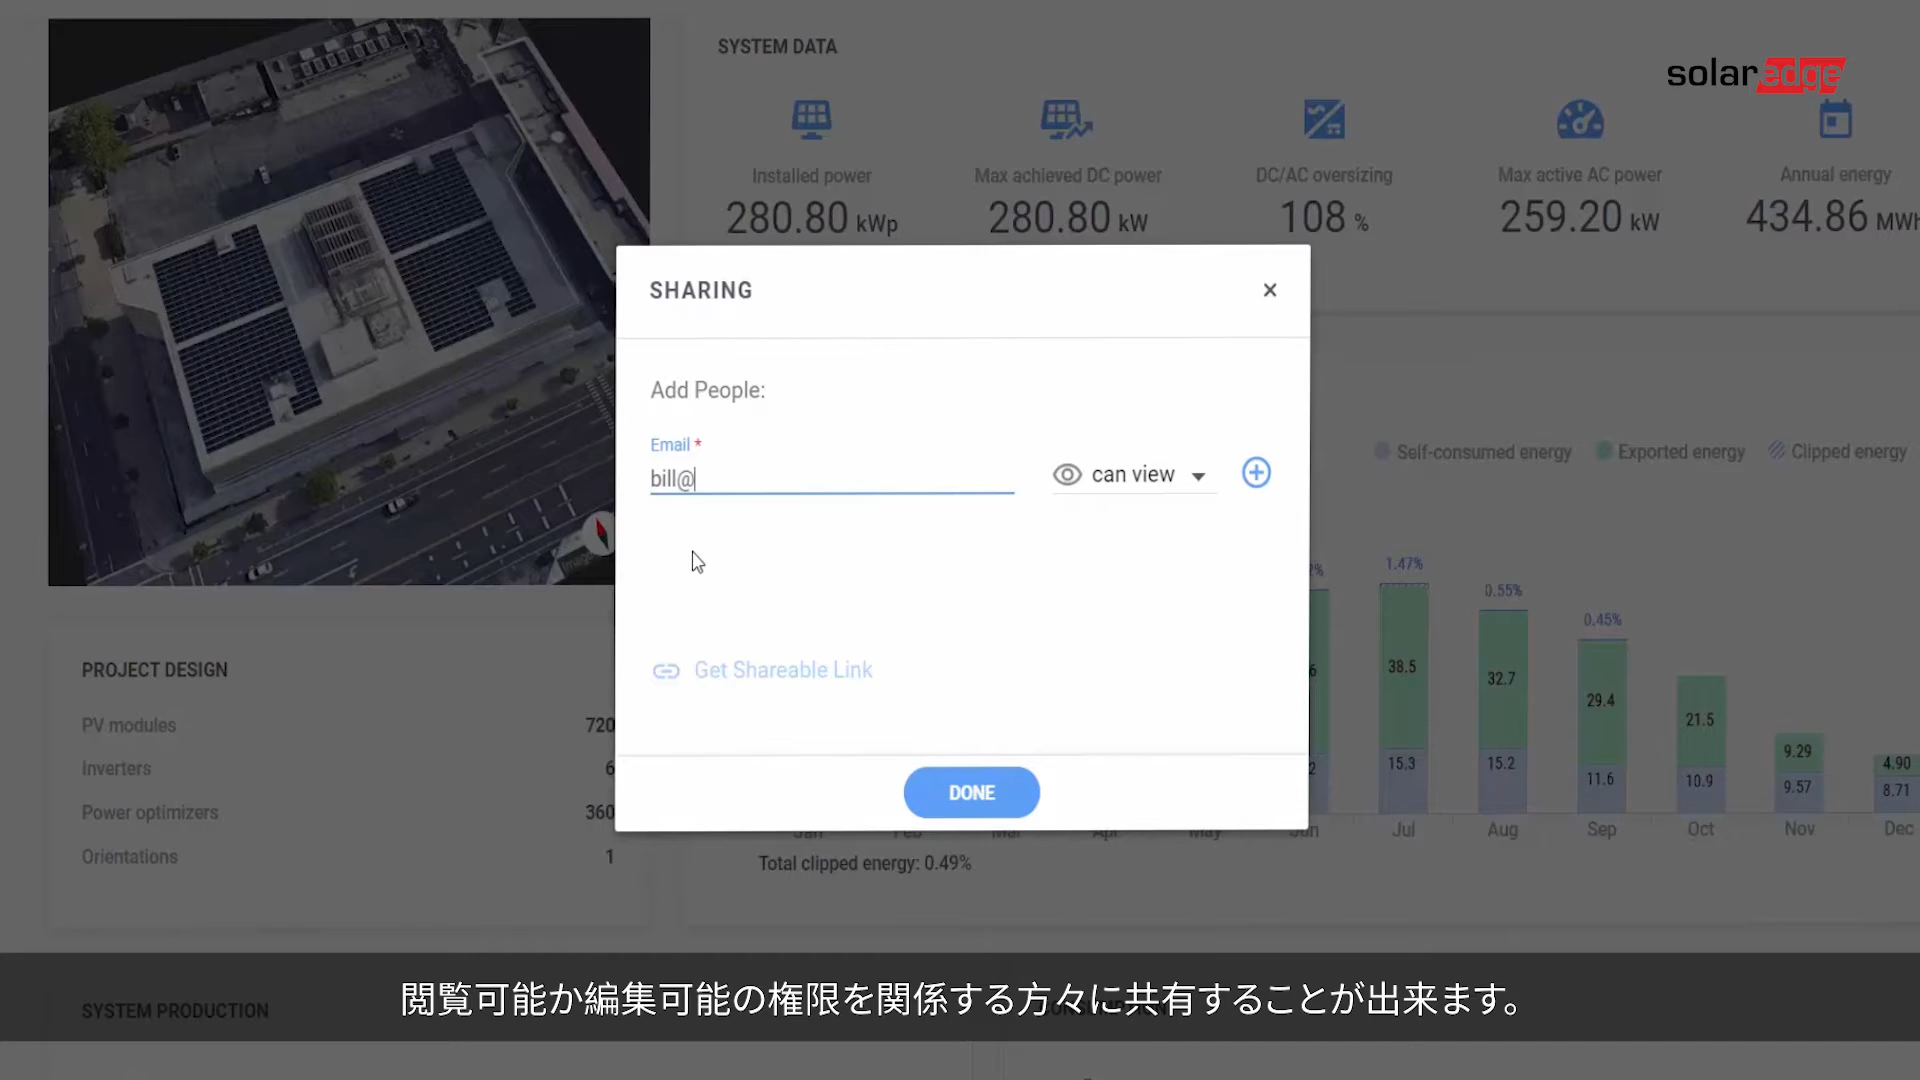 SYSTEM DATA
solaredge
Installed power
280.80 kWp
Max achieved DC power
280.80 kW
DC/AC oversizing
108 %
Max active AC power
259.20 kW
Annual energy
434.86 MWh
SHARING
×
Add People:
Email *
bill@
can view
Get Shareable Link
DONE
Self-consumed energy
Exported energy
Clipped energy
1.47%
0.55%
0.45%
38.5
32.7
29.4
21.5
9.29
4.90
15.3
15.2
11.6
10.9
9.57
8.71
Jan
Feb
Mar
Apr
May
Jun
Jul
Aug
Sep
Oct
Nov
Dec
Total clipped energy: 0.49%
PROJECT DESIGN
PV modules 720
Inverters 6
Power optimizers 360
Orientations 1
SYSTEM PRODUCTION
閲覧可能か編集可能の権限を関係する方々に共有することが出来ます。